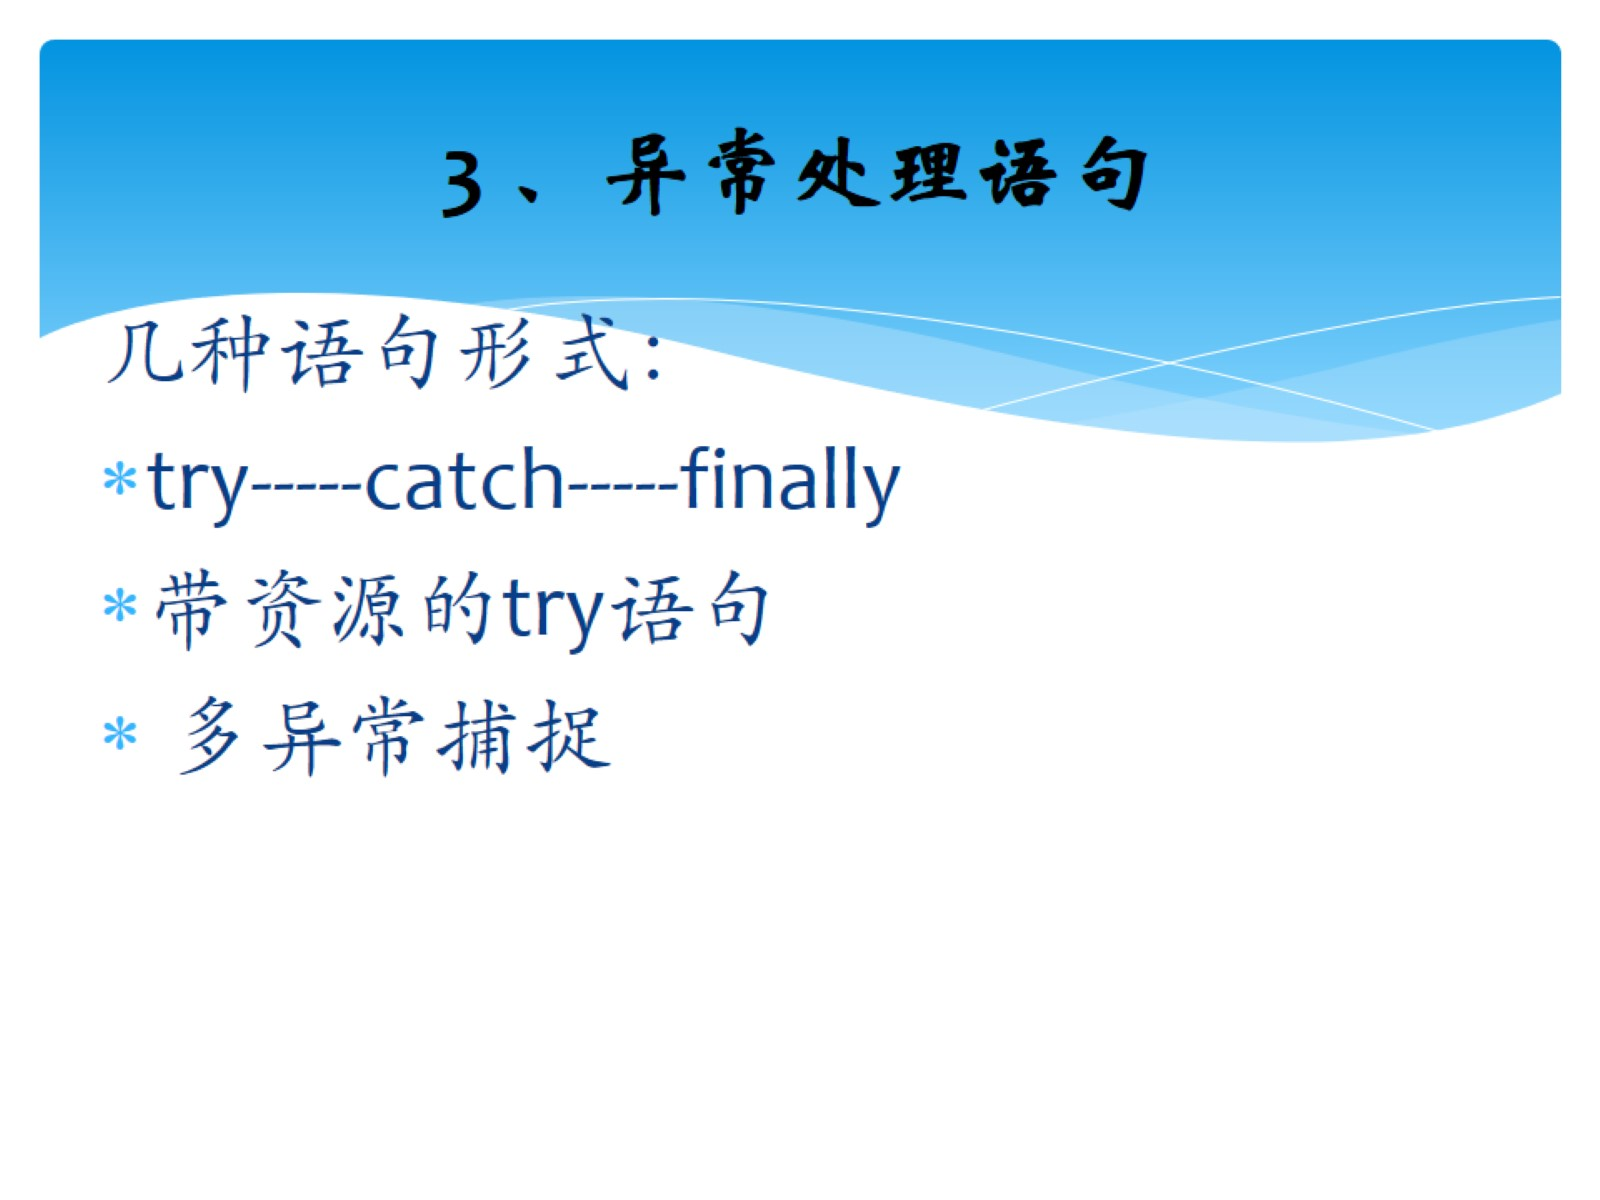 3、异常处理语句
几种语句形式:
*try-----catch-----finally
*带资源的try语句
* 多异常捕捉